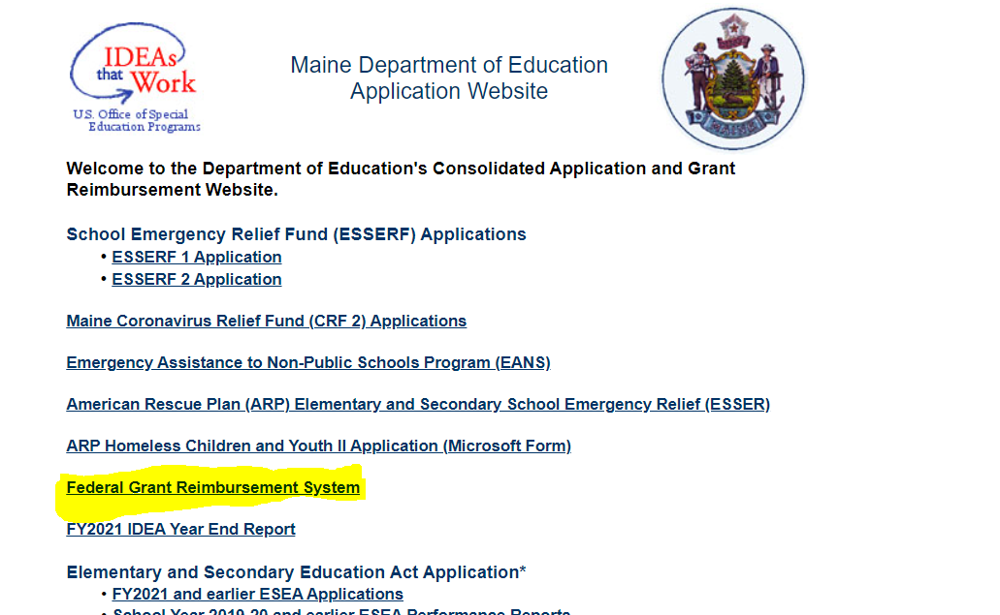 IDEAs
that Work
U.S. Office of Special
Education Programs
Maine Department of Education
Application Website
MAINE
Welcome to the Department of Education's Consolidated Application and Grant
Reimbursement Website.
School Emergency Relief Fund (ESSERF) Applications
• ESSERF 1 Application
• ESSERF 2 Application
Maine Coronavirus Relief Fund (CRF 2) Applications
Emergency Assistance to Non-Public Schools Program (EANS)
American Rescue Plan (ARP) Elementary and Secondary School Emergency Relief (ESSER)
ARP Homeless Children and Youth II Application (Microsoft Form)
Federal Grant Reimbursement System
FY2021 IDEA Year End Report
Elementary and Secondary Education Act Application*
• FY2021 and earlier ESEA Applications
• School Year 2019-20 and earlier ESEA Performance Reports